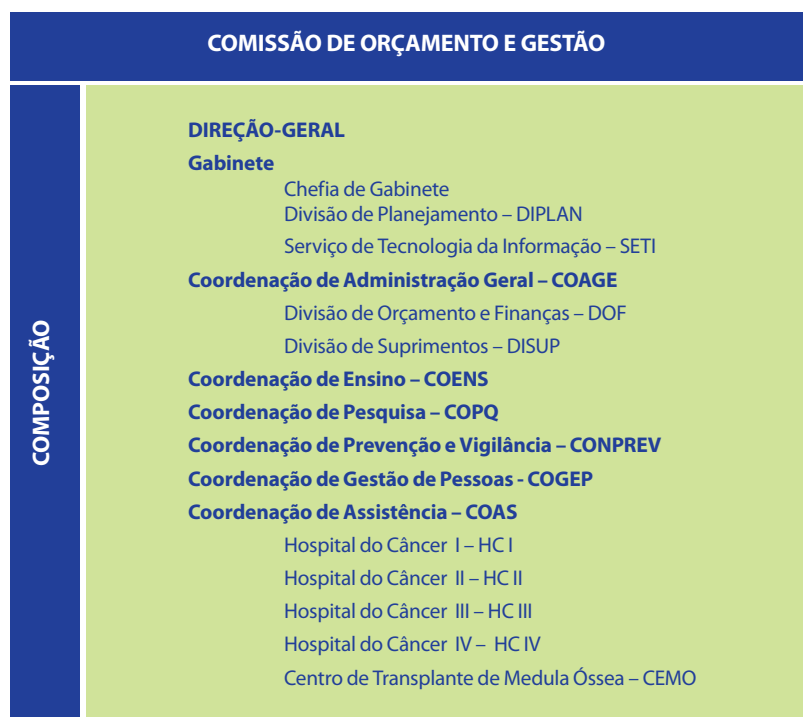 COMISSÃO DE ORÇAMENTO E GESTÃO
COMPOSIÇÃO
DIREÇÃO-GERAL
Gabinete
Chefia de Gabinete
Divisão de Planejamento – DIPLAN
Serviço de Tecnologia da Informação – SETI
Coordenação de Administração Geral – COAGE
Divisão de Orçamento e Finanças – DOF
Divisão de Suprimentos – DISUP
Coordenação de Ensino – COENS
Coordenação de Pesquisa – COPQ
Coordenação de Prevenção e Vigilância – CONPREV
Coordenação de Gestão de Pessoas - COGEP
Coordenação de Assistência – COAS
Hospital do Câncer I – HC I
Hospital do Câncer II – HC II
Hospital do Câncer III – HC III
Hospital do Câncer IV – HC IV
Centro de Transplante de Medula Óssea – CEMO